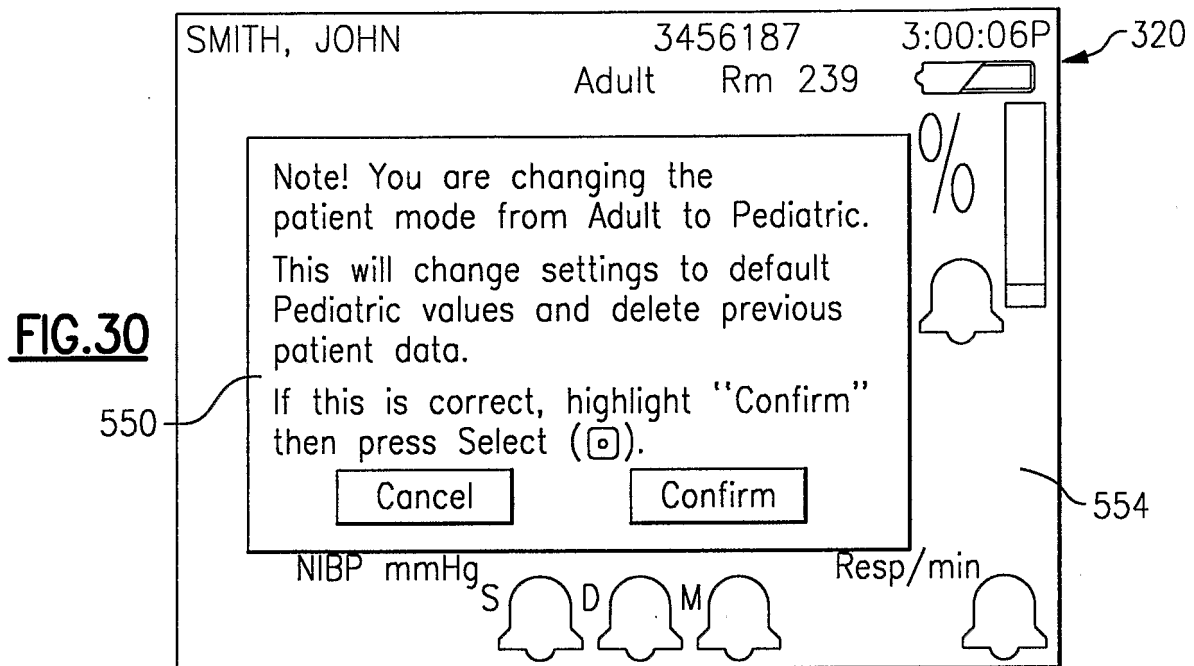 SMITH, JOHN 3456187 3:00:06P 320
Adult Rm 239
%
Note! You are changing the
patient mode from Adult to Pediatric.
This will change settings to default
Pediatric values and delete previous
patient data.
FIG.30
550
If this is correct, highlight "Confirm"
then press Select ( ).
Cancel Confirm
554
NIBP mmHg Resp/min
S D M